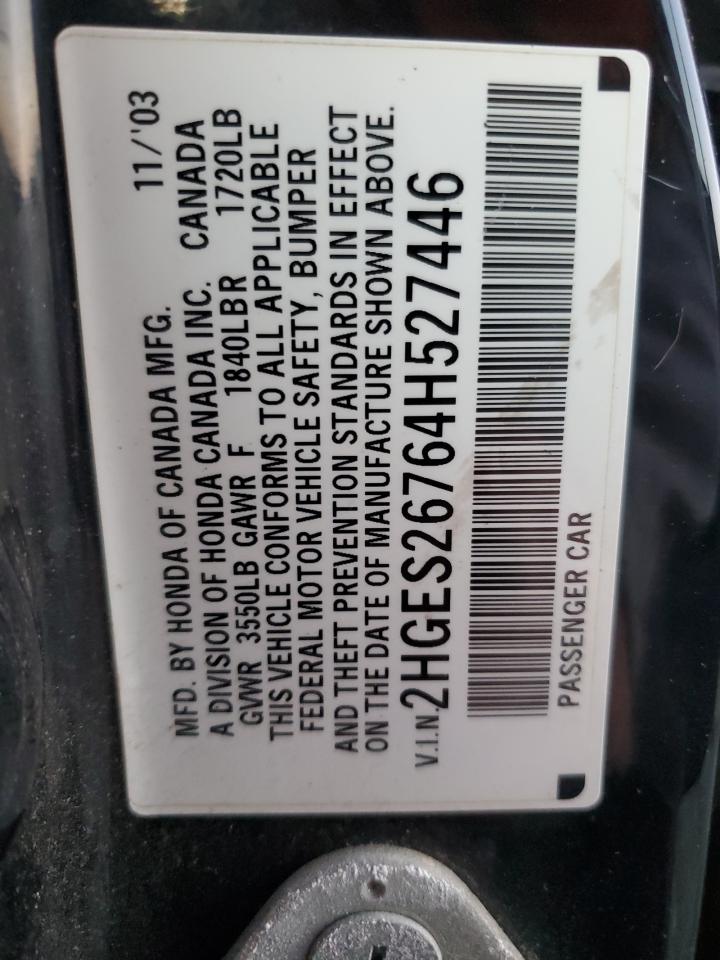 MFD. BY HONDA OF CANADA MFG. 11/'03
A DIVISION OF HONDA CANADA INC. CANADA
GVWR 3550LB GAWR F 1840LBR 1720LB
THIS VEHICLE CONFORMS TO ALL APPLICABLE
FEDERAL MOTOR VEHICLE SAFETY, BUMPER
AND THEFT PREVENTION STANDARDS IN EFFECT
ON THE DATE OF MANUFACTURE SHOWN ABOVE.
V.I.N. 2HGES26764H527446
PASSENGER CAR